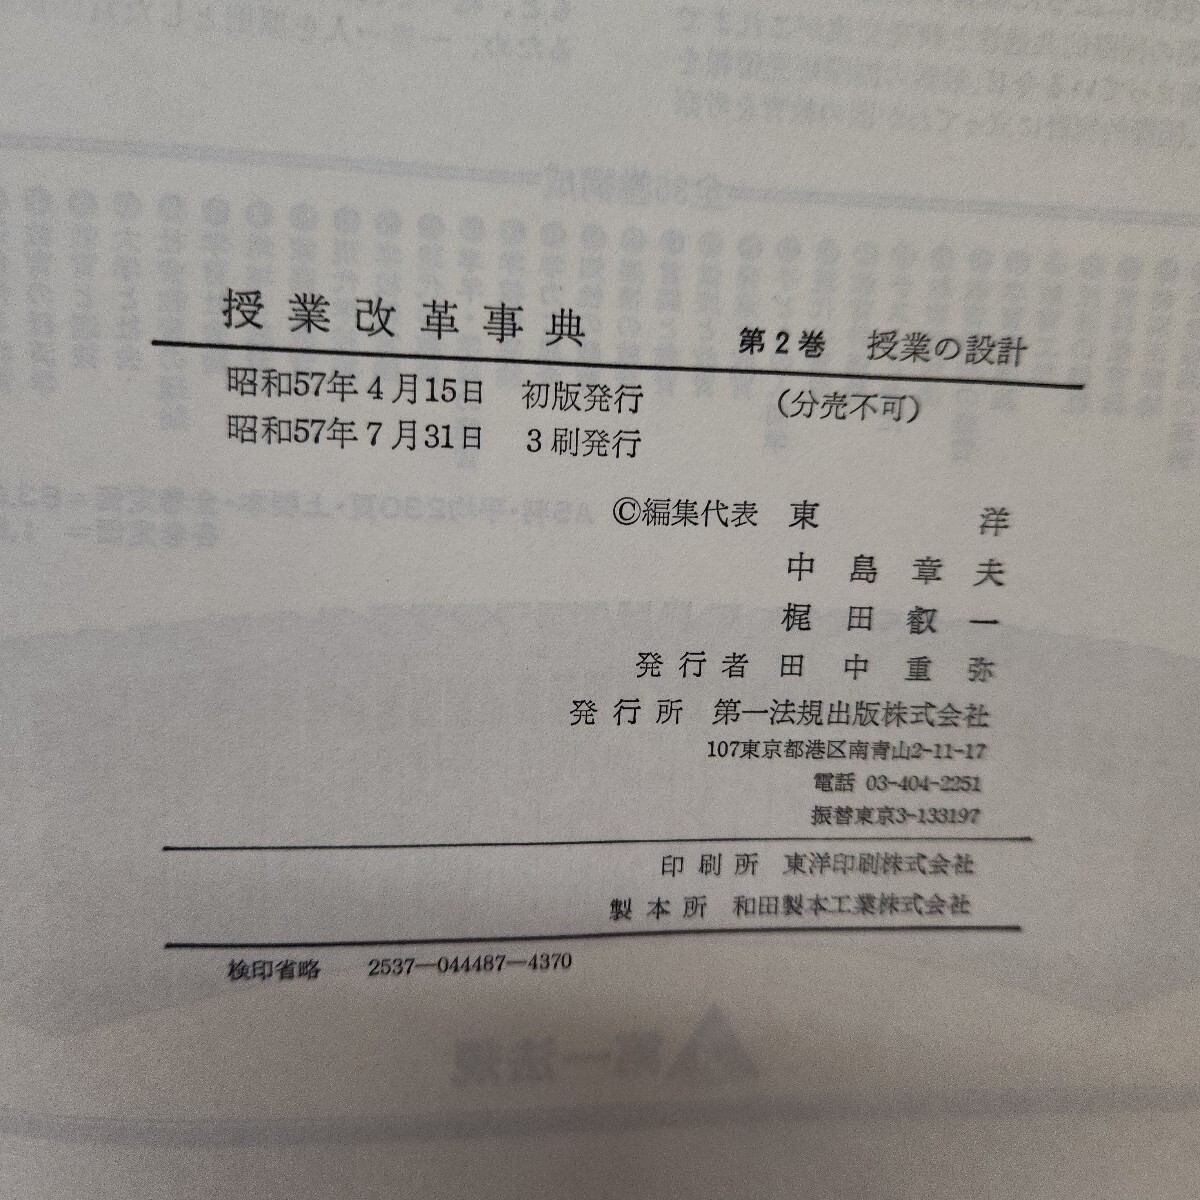 授業改革事典　第2巻　授業の設計
昭和57年4月15日　初版発行　（分売不可）
昭和57年7月31日　3刷発行
©編集代表　東　洋
中島章夫
梶田叡一
発行者　田中重弥
発行所　第一法規出版株式会社
107東京都港区南青山2-11-17
電話 03-404-2251
振替東京3-133197
印刷所　東洋印刷株式会社
製本所　和田製本工業株式会社
検印省略　2537—044487—4370